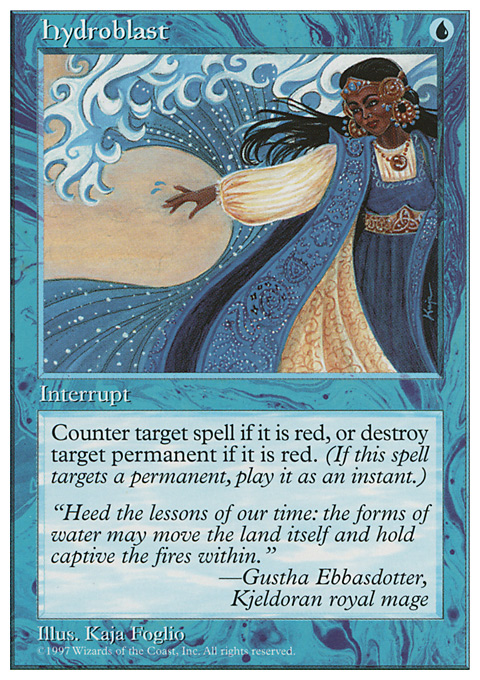 Hydroblast
Kaja
Interrupt
Counter target spell if it is red, or destroy
target permanent if it is red. (If this spell
targets a permanent, play it as an instant.)
“Heed the lessons of our time: the forms of
water may move the land itself and hold
captive the fires within.”
—Gustha Ebbasdotter,
Kjeldoran royal mage
Illus. Kaja Foglio
©1997 Wizards of the Coast, Inc. All rights reserved.